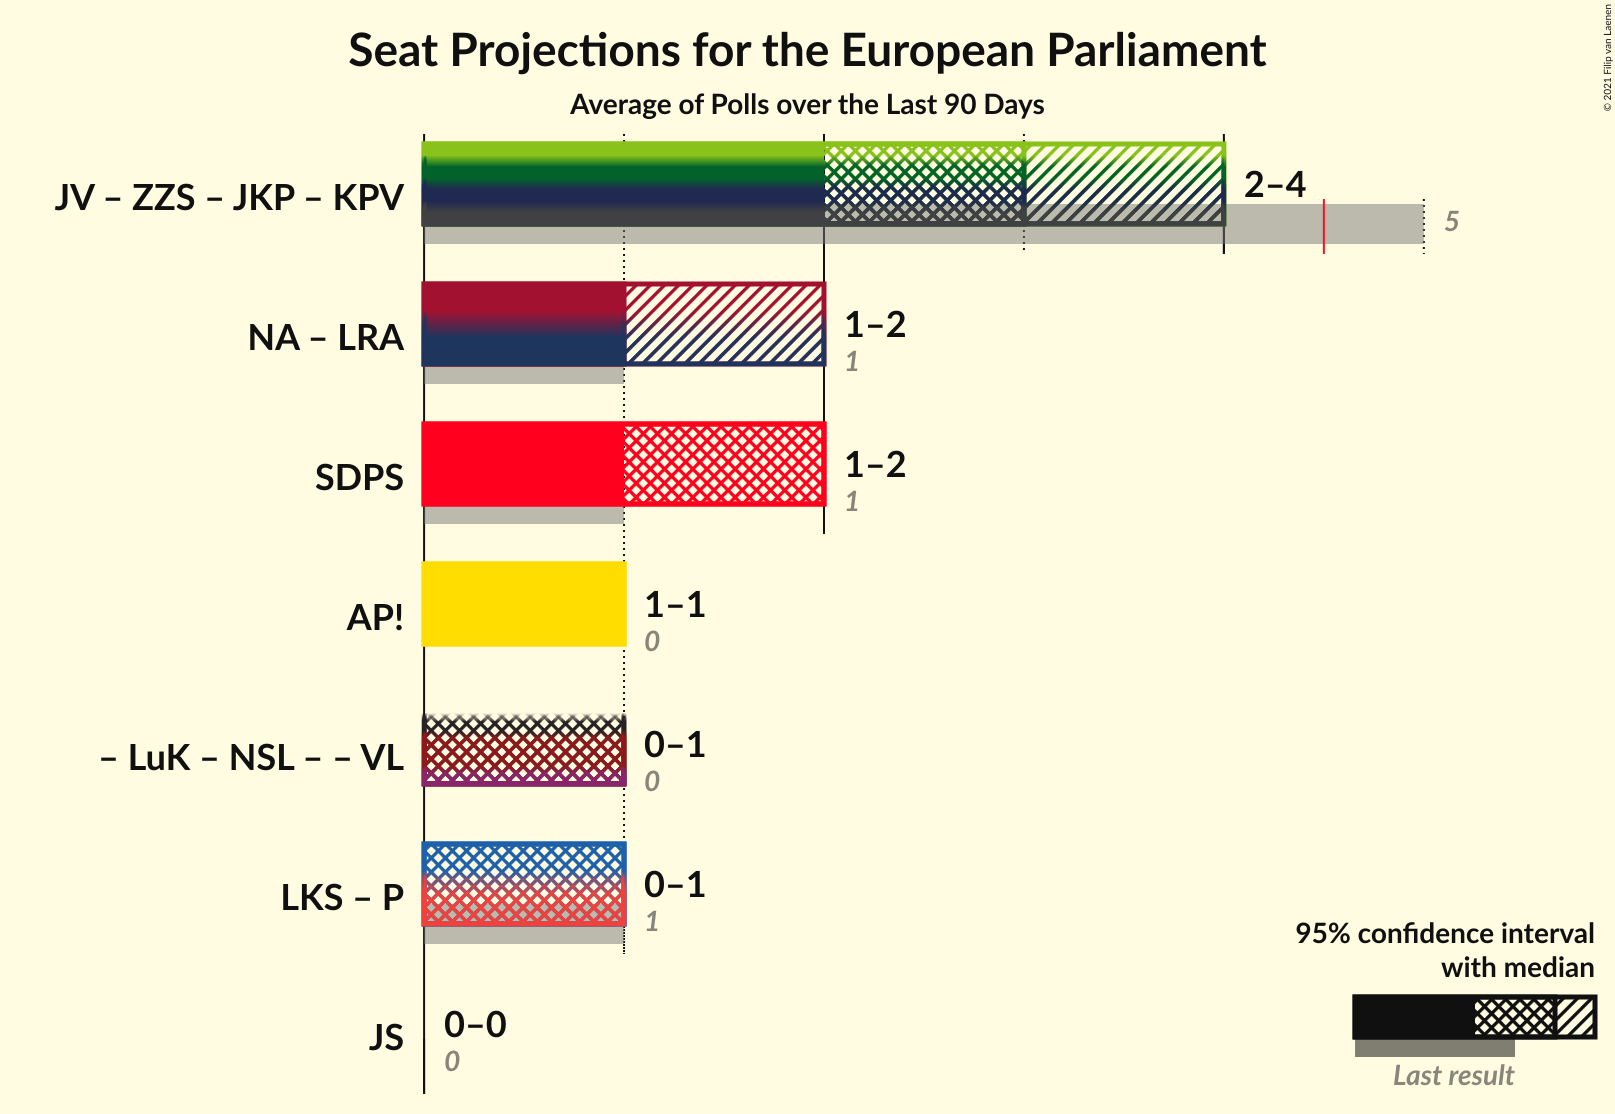 Seat Projections for the European Parliament
Average of Polls over the Last 90 Days
© 2021 Filip van Laenen
JV – ZZS – JKP – KPV
2–4
5
NA – LRA
1–2
1
SDPS
1–2
1
AP!
1–1
0
– LuK – NSL – – VL
0–1
0
LKS – P
0–1
1
JS
0–0
0
95% confidence interval
with median
Last result